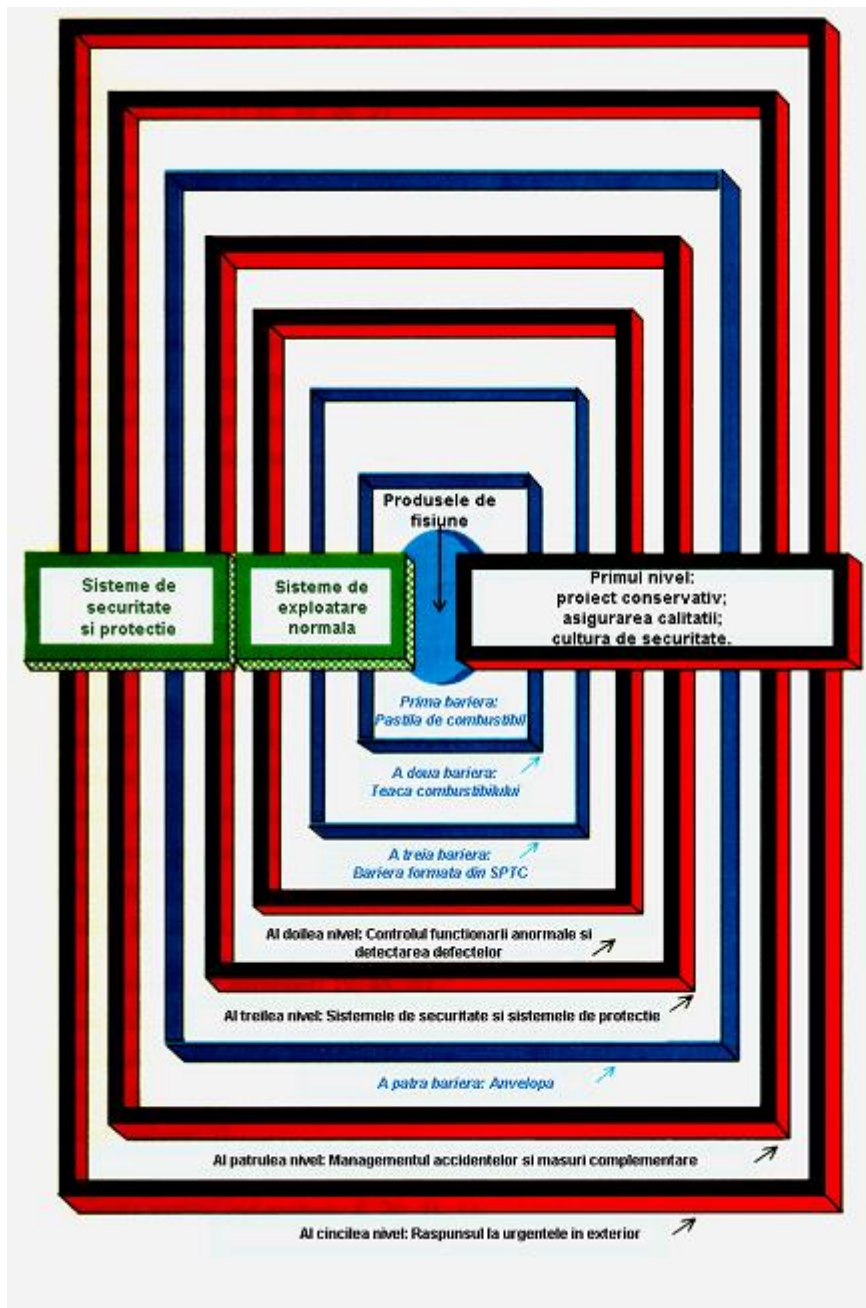 Produsele de
fisiune
Sisteme de
securitate
si protectie
Sisteme de
exploatare
normala
Primul nivel:
proiect conservativ;
asigurarea calitatii;
cultura de securitate.
Prima bariera:
Pastila de combustibil
A doua bariera:
Teaca combustibilului
A treia bariera:
Bariera formata din SPTC
Al doilea nivel: Controlul functionarii anormale si
detectarea defectelor
Al treilea nivel: Sistemele de securitate si sistemele de protectie
A patra bariera: Anvelopa
Al patrulea nivel: Managementul accidentelor si masuri complementare
Al cincilea nivel: Raspunsul la urgentele in exterior